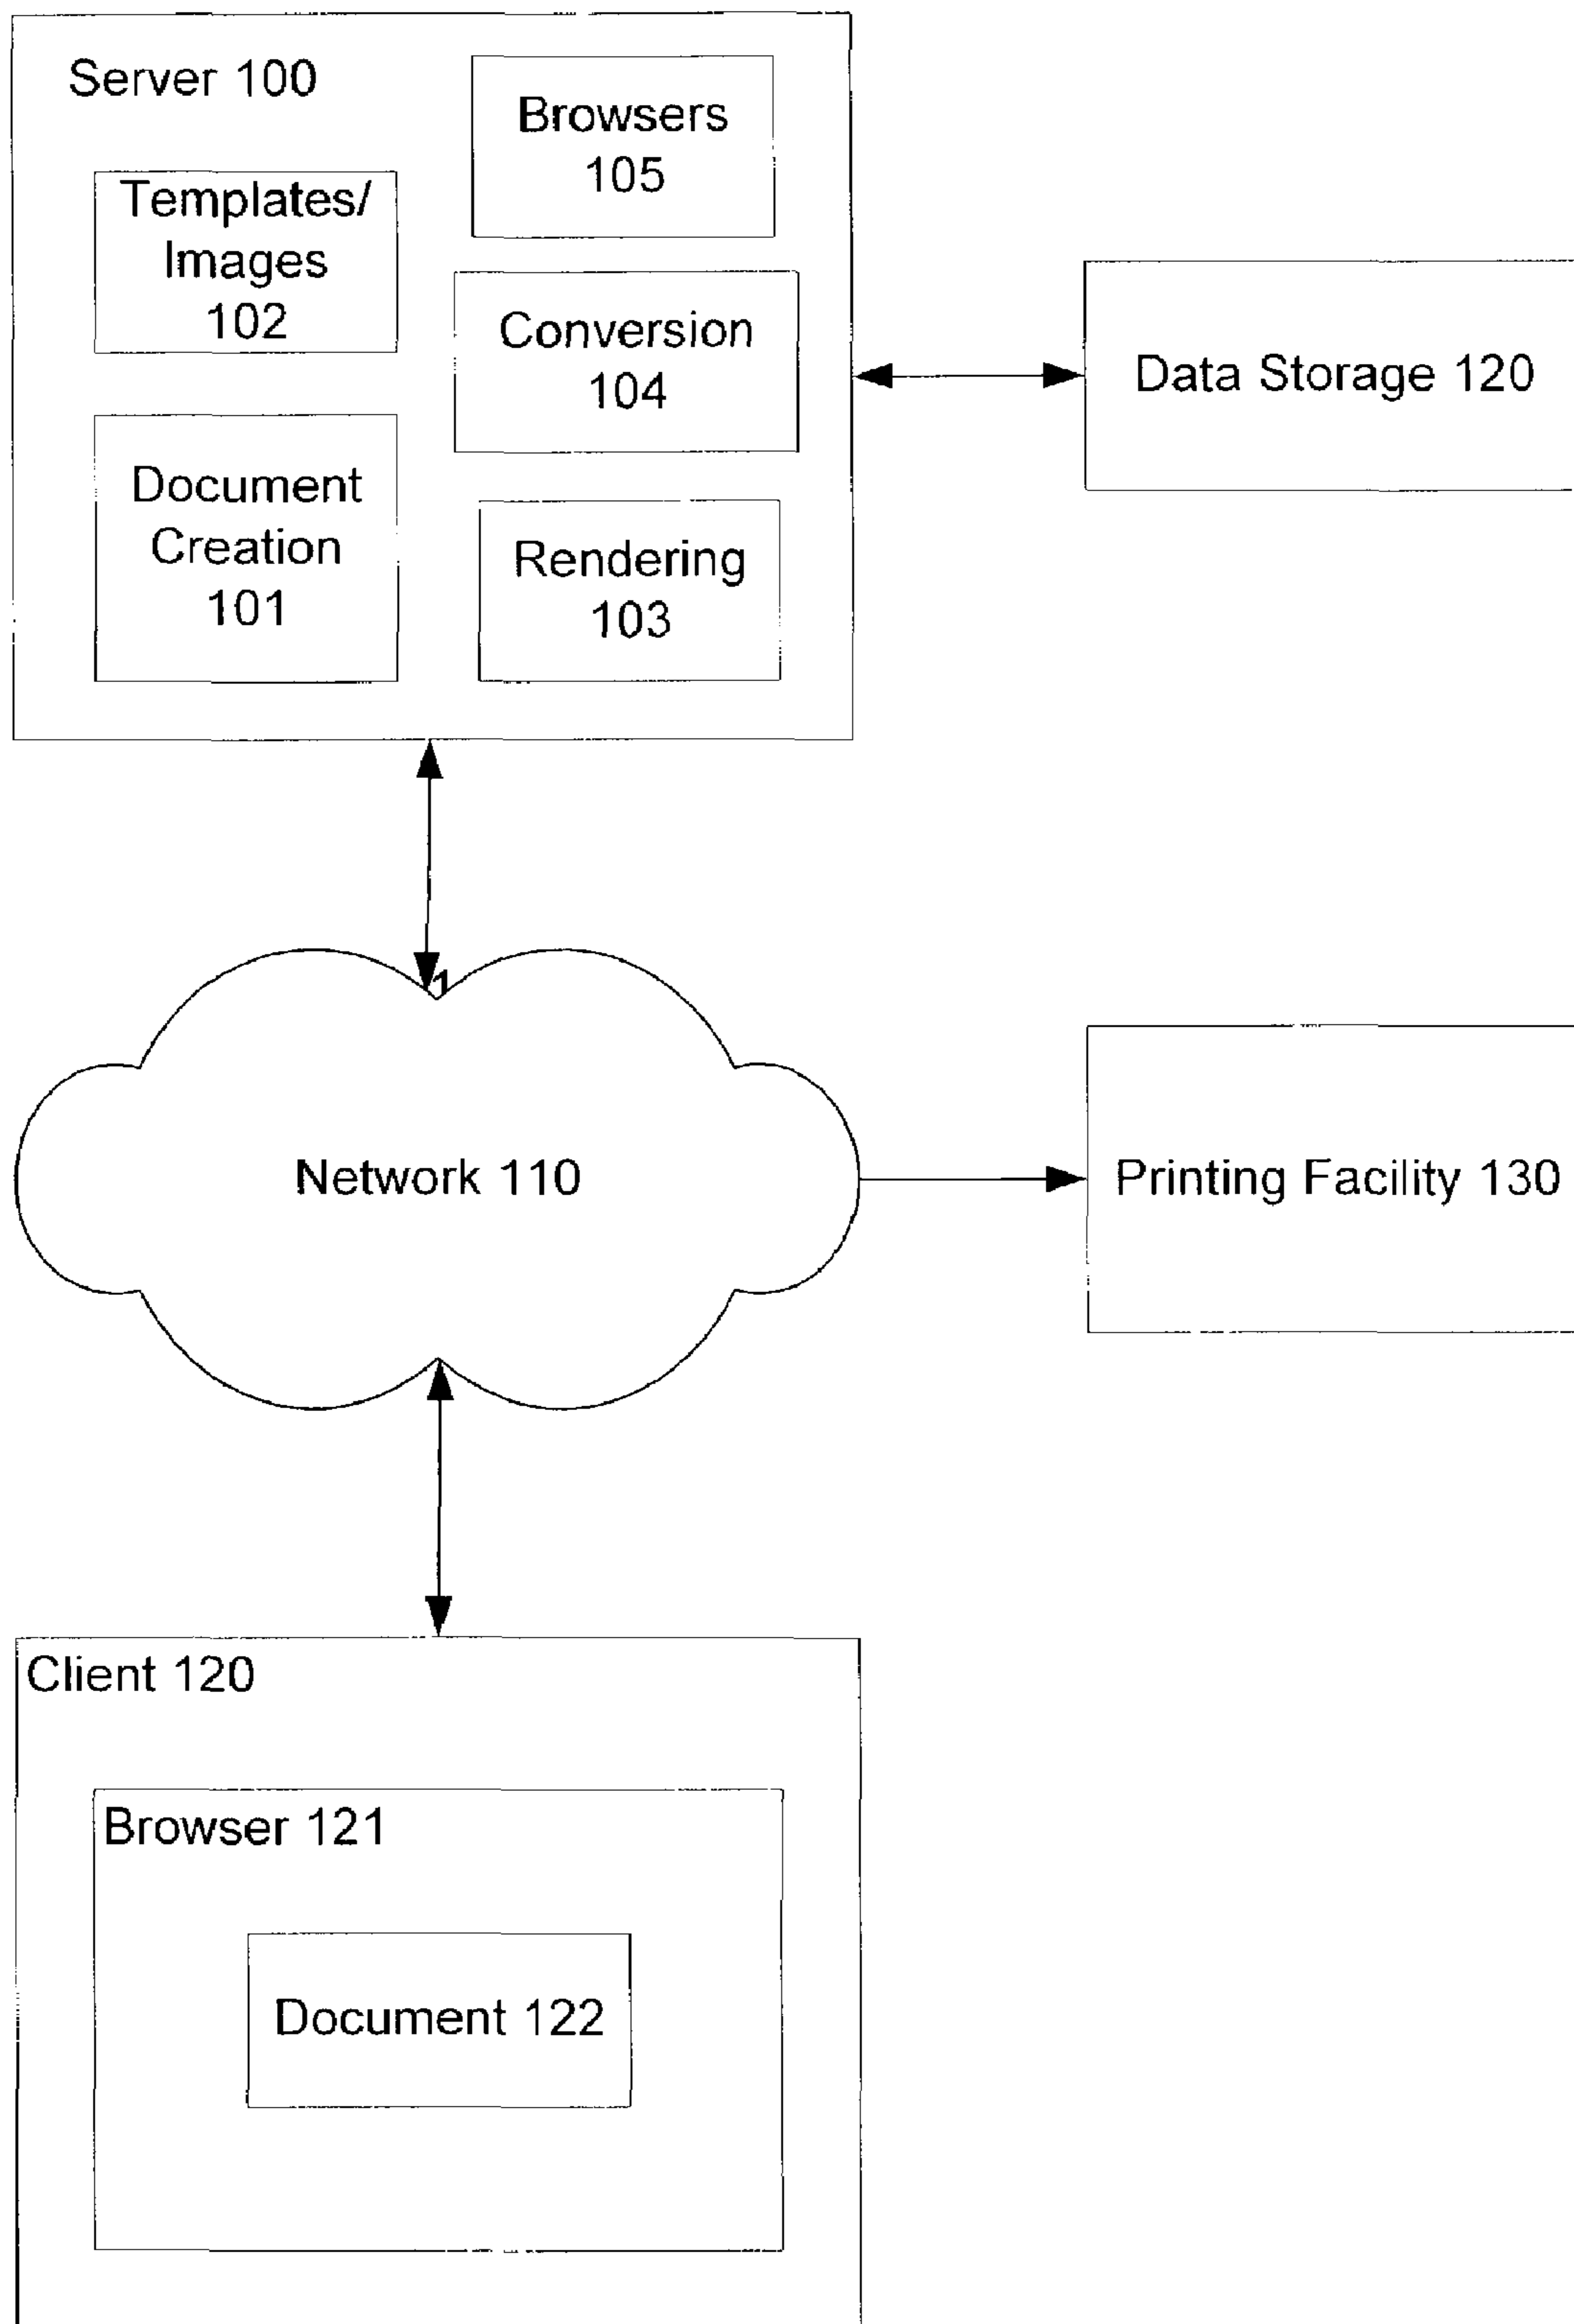 Server 100
Browsers
105
Templates/
Images
102
Conversion
104
Data Storage 120
Document
Creation
101
Rendering
103
1
Network 110
Printing Facility 130
Client 120
Browser 121
Document 122